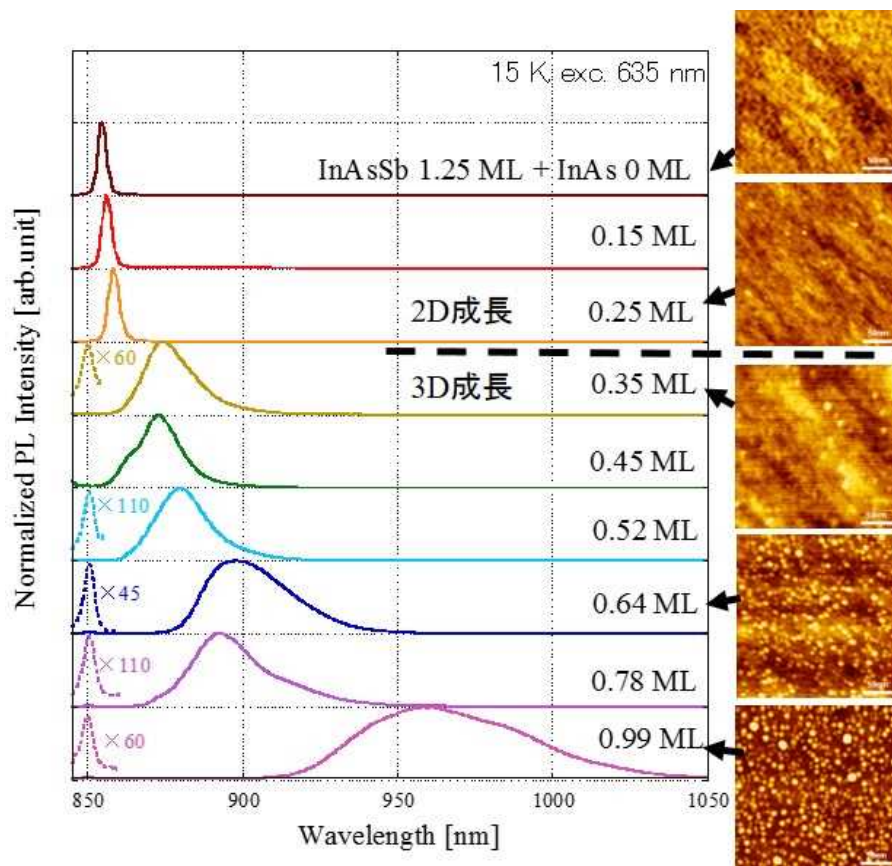 15 K, exc. 635 nm
InAsSb 1.25 ML + InAs 0 ML
0.15 ML
2D成長
0.25 ML
×60
3D成長
0.35 ML
0.45 ML
×110
0.52 ML
×45
0.64 ML
×110
0.78 ML
×60
0.99 ML
850
900
950
1000
1050
Wavelength [nm]
Normalized PL Intensity [arb.unit]